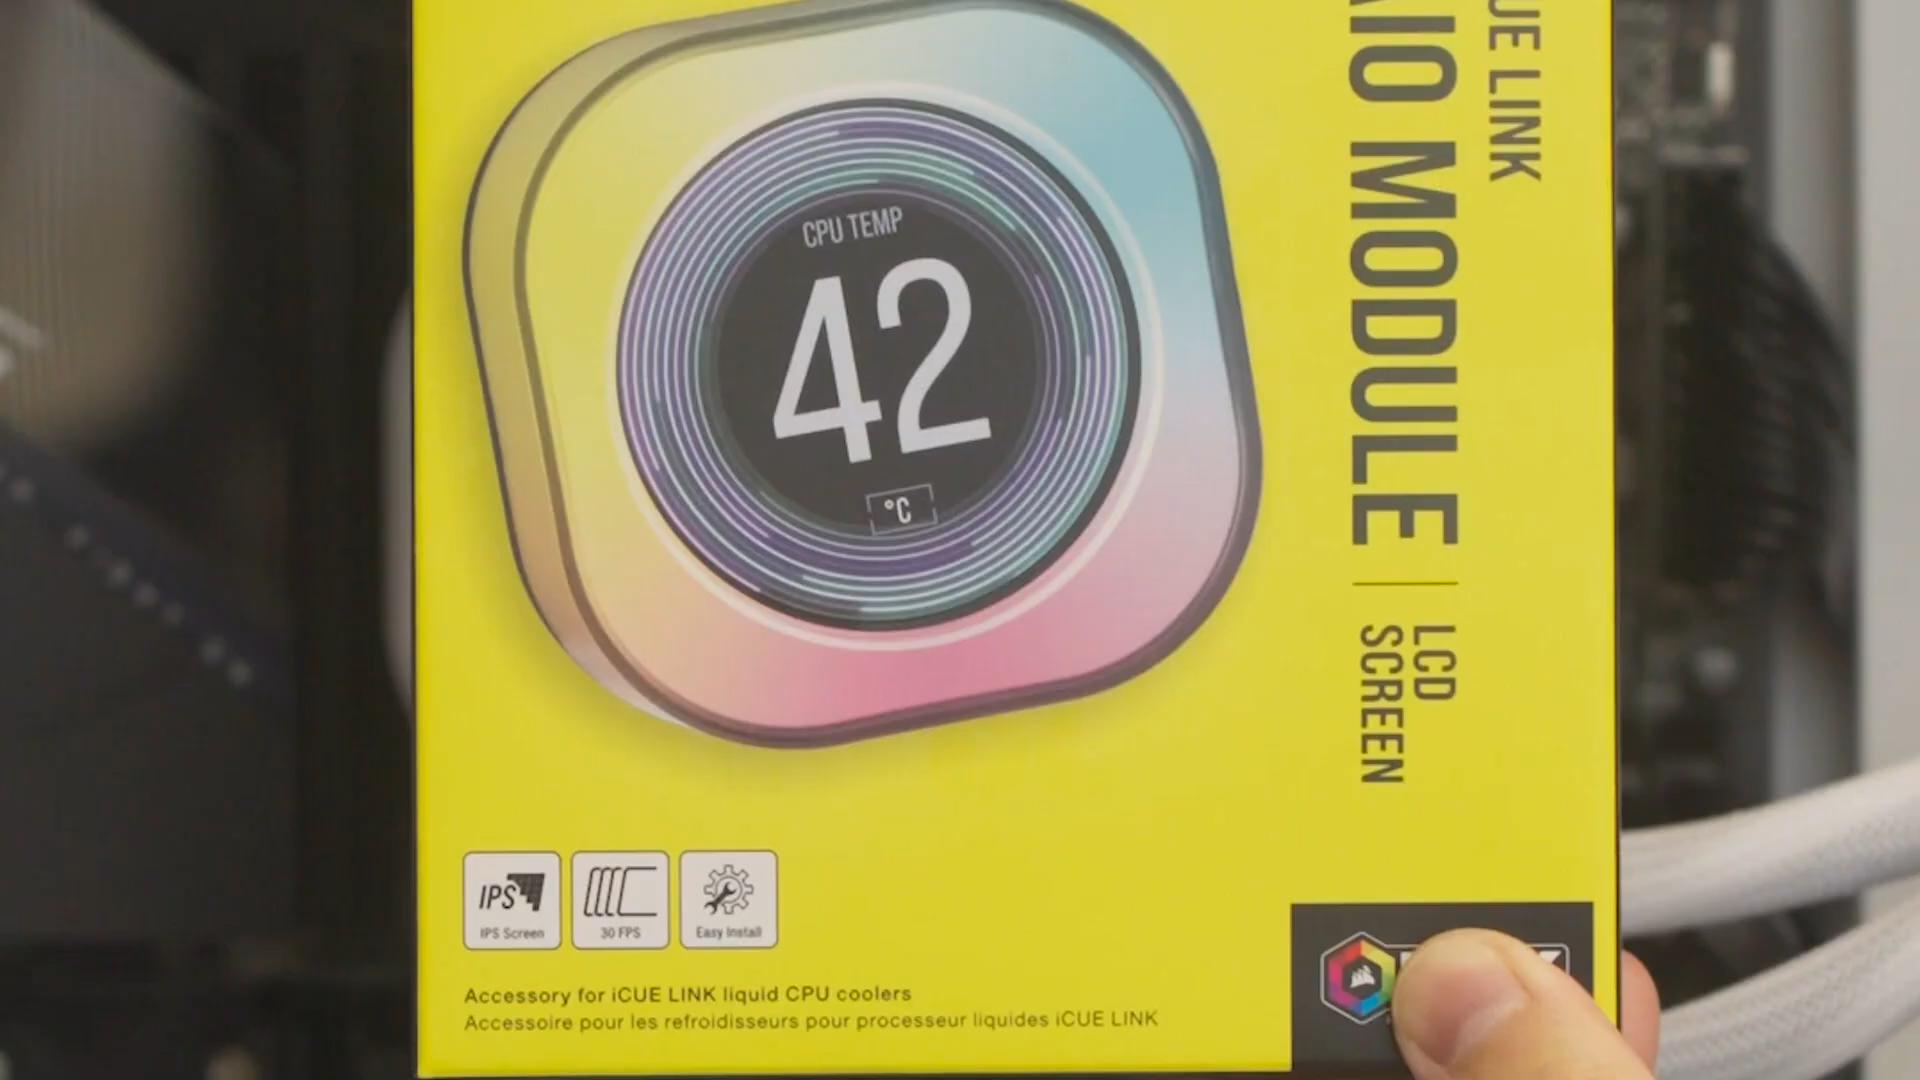 CPU TEMP
42
°C
UE LINK
AIO MODULE
LCD
SCREEN
IPS
IPS Screen
30 FPS
Easy Install
Accessory for iCUE LINK liquid CPU coolers
Accessoire pour les refroidisseurs pour processeur liquides iCUE LINK